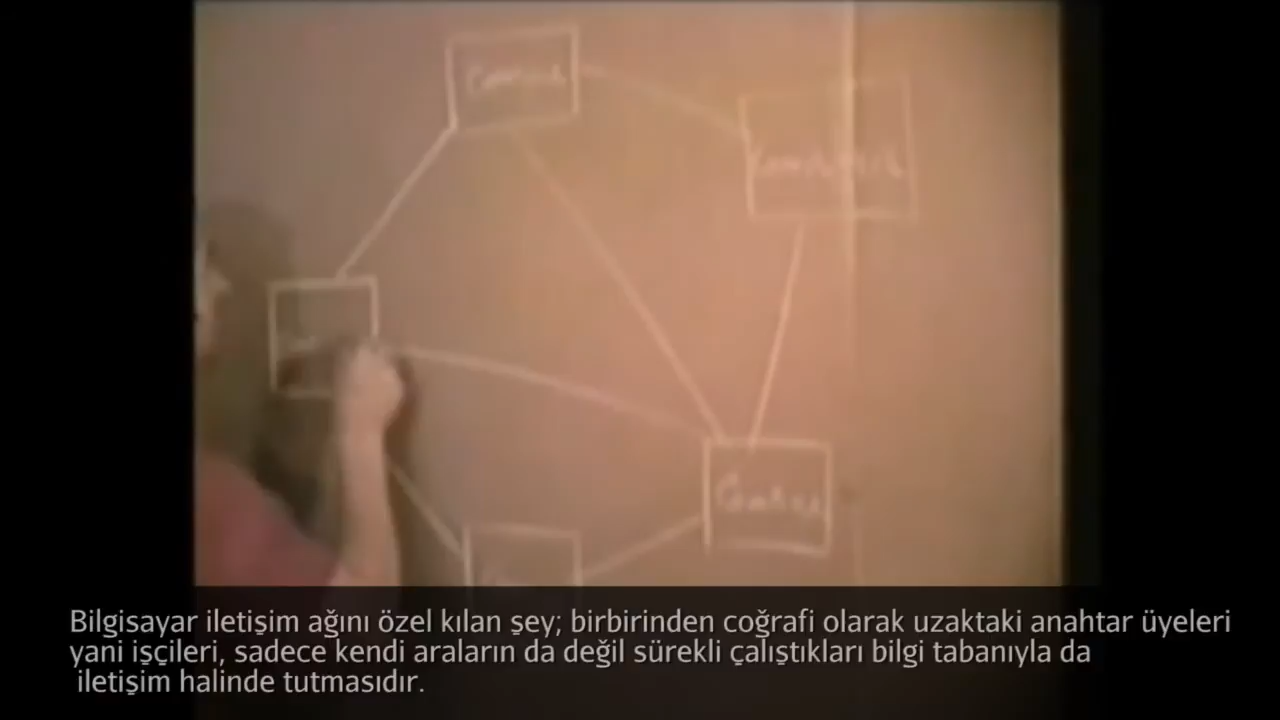 Bilgisayar iletişim ağını özel kılan şey; birbirinden coğrafi olarak uzaktaki anahtar üyeleri
yani işçileri, sadece kendi araların da değil sürekli çalıştıkları bilgi tabanıyla da
iletişim halinde tutmasıdır.